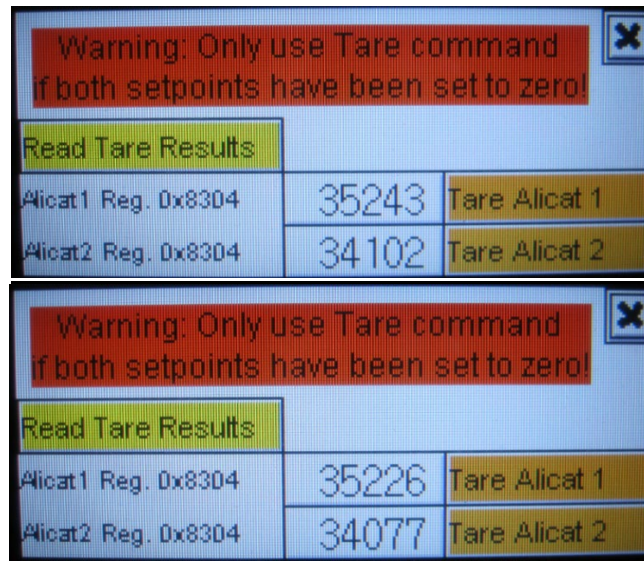 Warning: Only use Tare command
if both setpoints have been set to zero!
Read Tare Results
Alicat1 Reg. 0x8304 35243 Tare Alicat 1
Alicat2 Reg. 0x8304 34102 Tare Alicat 2
Warning: Only use Tare command
if both setpoints have been set to zero!
Read Tare Results
Alicat1 Reg. 0x8304 35226 Tare Alicat 1
Alicat2 Reg. 0x8304 34077 Tare Alicat 2